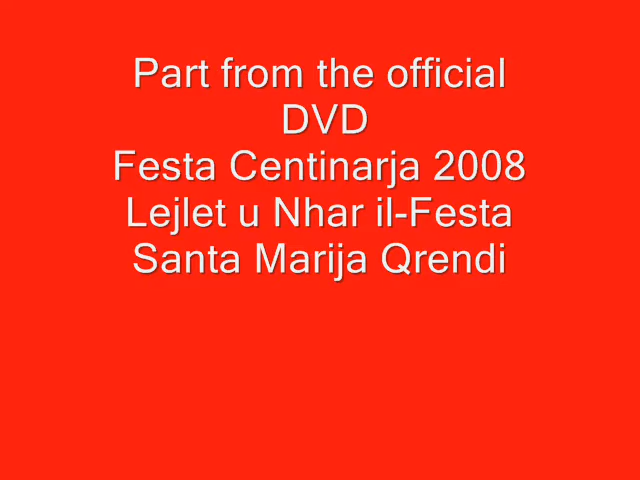 Part from the official
DVD
Festa Centinarja 2008
Lejlet u Nhar il-Festa
Santa Marija Qrendi